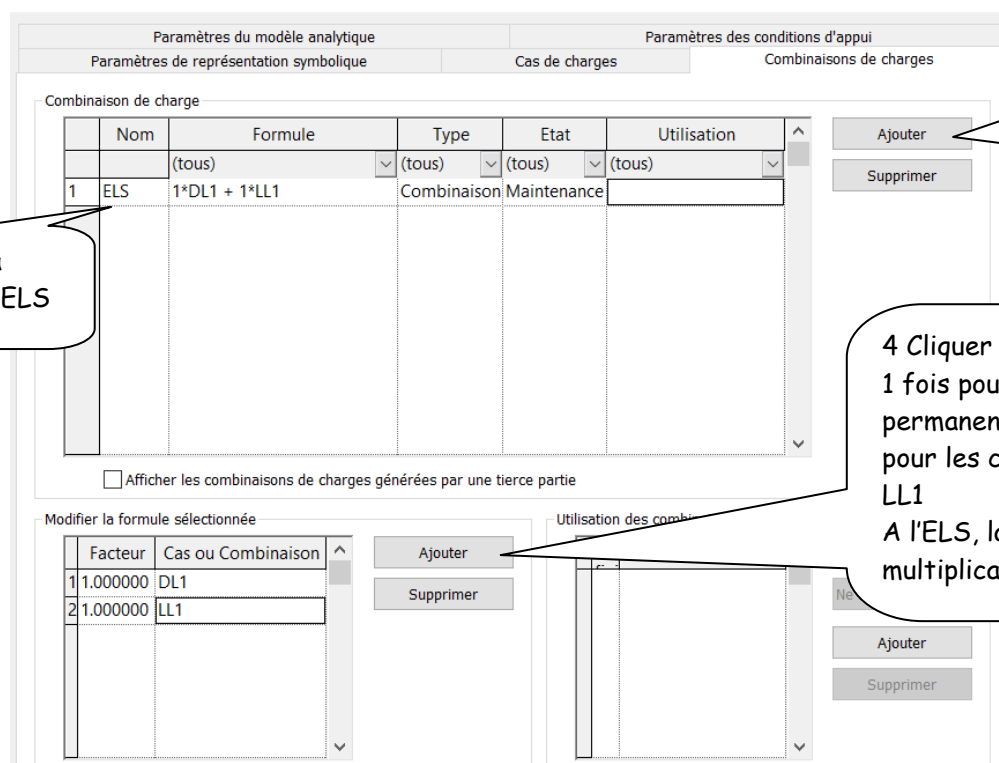 Paramètres du modèle analytique
Paramètres des conditions d'appui
Paramètres de représentation symbolique
Cas de charges
Combinaisons de charges
Combinaison de charge
Nom Formule Type Etat Utilisation
(tous) (tous) (tous) (tous)
1 ELS 1*DL1 + 1*LL1 Combinaison Maintenance
Ajouter
Supprimer
ELS
4 Cliquer
1 fois
pour les
LL1
A l'ELS,
Afficher les combinaisons de charges générées par une tierce partie
Modifier la formule sélectionnée
Facteur Cas ou Combinaison
1 1.000000 DL1
2 1.000000 LL1
Ajouter
Supprimer
Utilisation des
Ne
Ajouter
Supprimer